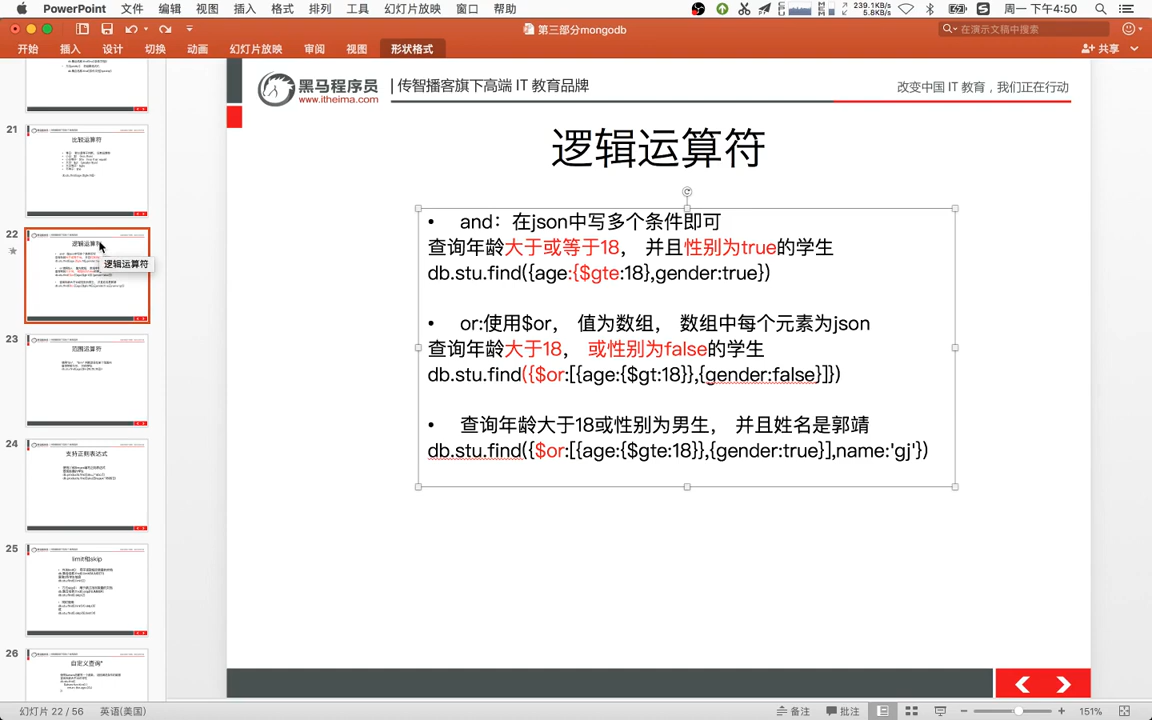 PowerPoint 文件 编辑 视图 插入 格式 工具 排列 幻灯片放映 窗口 帮助 239.1KB/s 5.8KB/s 周一 下午4:50
第三部分mongodb
在演示文稿中搜索
开始 插入 设计 切换 动画 幻灯片放映 审阅 视图 形状格式 共享
21
比较运算符
22
逻辑运算符
逻辑运算符
23
范围运算符
24
支持正则表达式
25
limit和skip
26
自定义查询*
黑马程序员
www.itheima.com
传智播客旗下高端 IT 教育品牌
改变中国 IT 教育，我们正在行动
逻辑运算符
• and：在json中写多个条件即可
查询年龄大于或等于18， 并且性别为true的学生
db.stu.find({age:{$gte:18},gender:true})
• or:使用$or， 值为数组， 数组中每个元素为json
查询年龄大于18， 或性别为false的学生
db.stu.find({$or:[{age:{$gt:18}},{gender:false}]})
• 查询年龄大于18或性别为男生， 并且姓名是郭靖
db.stu.find({$or:[{age:{$gte:18}},{gender:true}],name:'gj'})
幻灯片 22 / 56 英语(美国) 备注 批注 151%